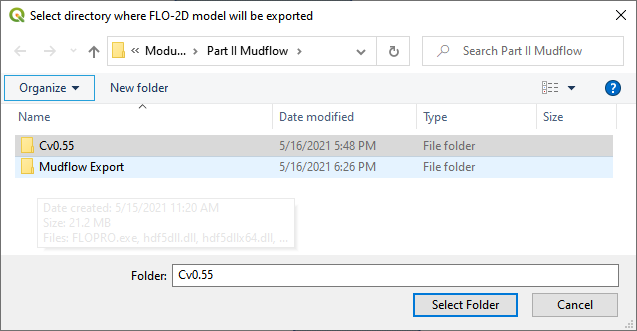 Select directory where FLO-2D model will be exported
« Modu... > Part II Mudflow
Search Part II Mudflow
Organize
New folder
?
Name Date modified Type Size
Cv0.55 5/16/2021 5:48 PM File folder
Mudflow Export 5/16/2021 6:26 PM File folder
Date created: 5/15/2021 11:20 AM
Size: 21.2 MB
Files: FLOPRO.exe, hdf5dll.dll, hdf5dllx64.dll, ...
Folder: Cv0.55
Select Folder Cancel